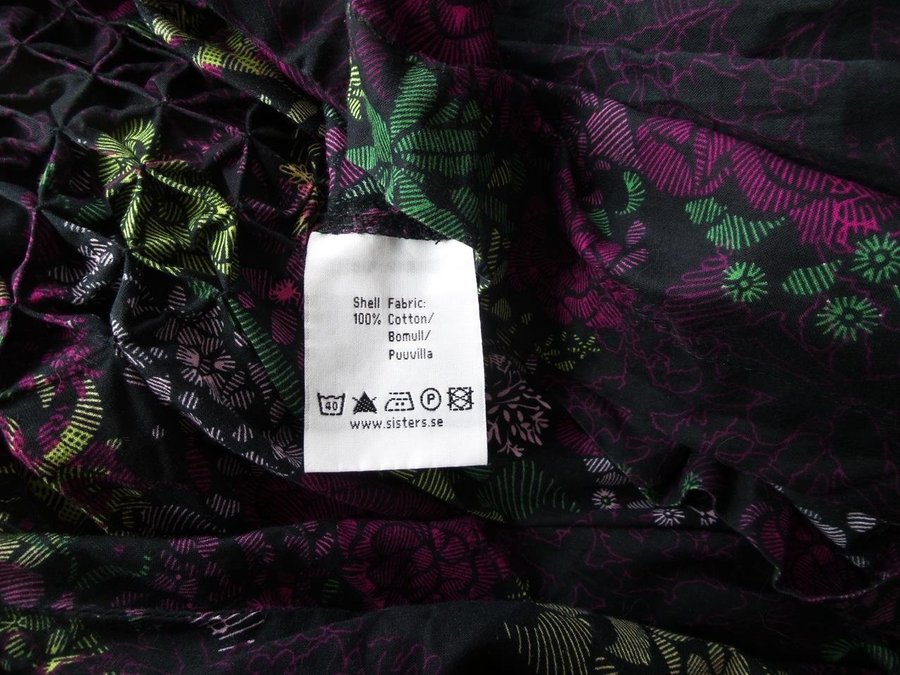 Shell Fabric:
100% Cotton/
Bomull/
Puuvilla
40
www.sisters.se